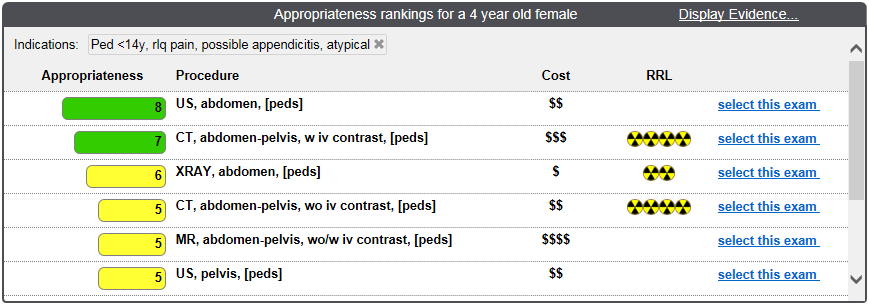 Appropriateness rankings for a 4 year old female Display Evidence...
Indications: Ped <14y, rlq pain, possible appendicitis, atypical ✖
Appropriateness Procedure Cost RRL
8 US, abdomen, [peds] $$ select this exam
7 CT, abdomen-pelvis, w iv contrast, [peds] $$$ select this exam
6 XRAY, abdomen, [peds] $ select this exam
5 CT, abdomen-pelvis, wo iv contrast, [peds] $$ select this exam
5 MR, abdomen-pelvis, wo/w iv contrast, [peds] $$$$ select this exam
5 US, pelvis, [peds] $$ select this exam